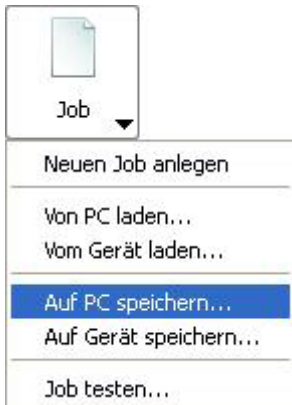 Job
Neuen Job anlegen
Von PC laden...
Vom Gerät laden...
Auf PC speichern...
Auf Gerät speichern...
Job testen...